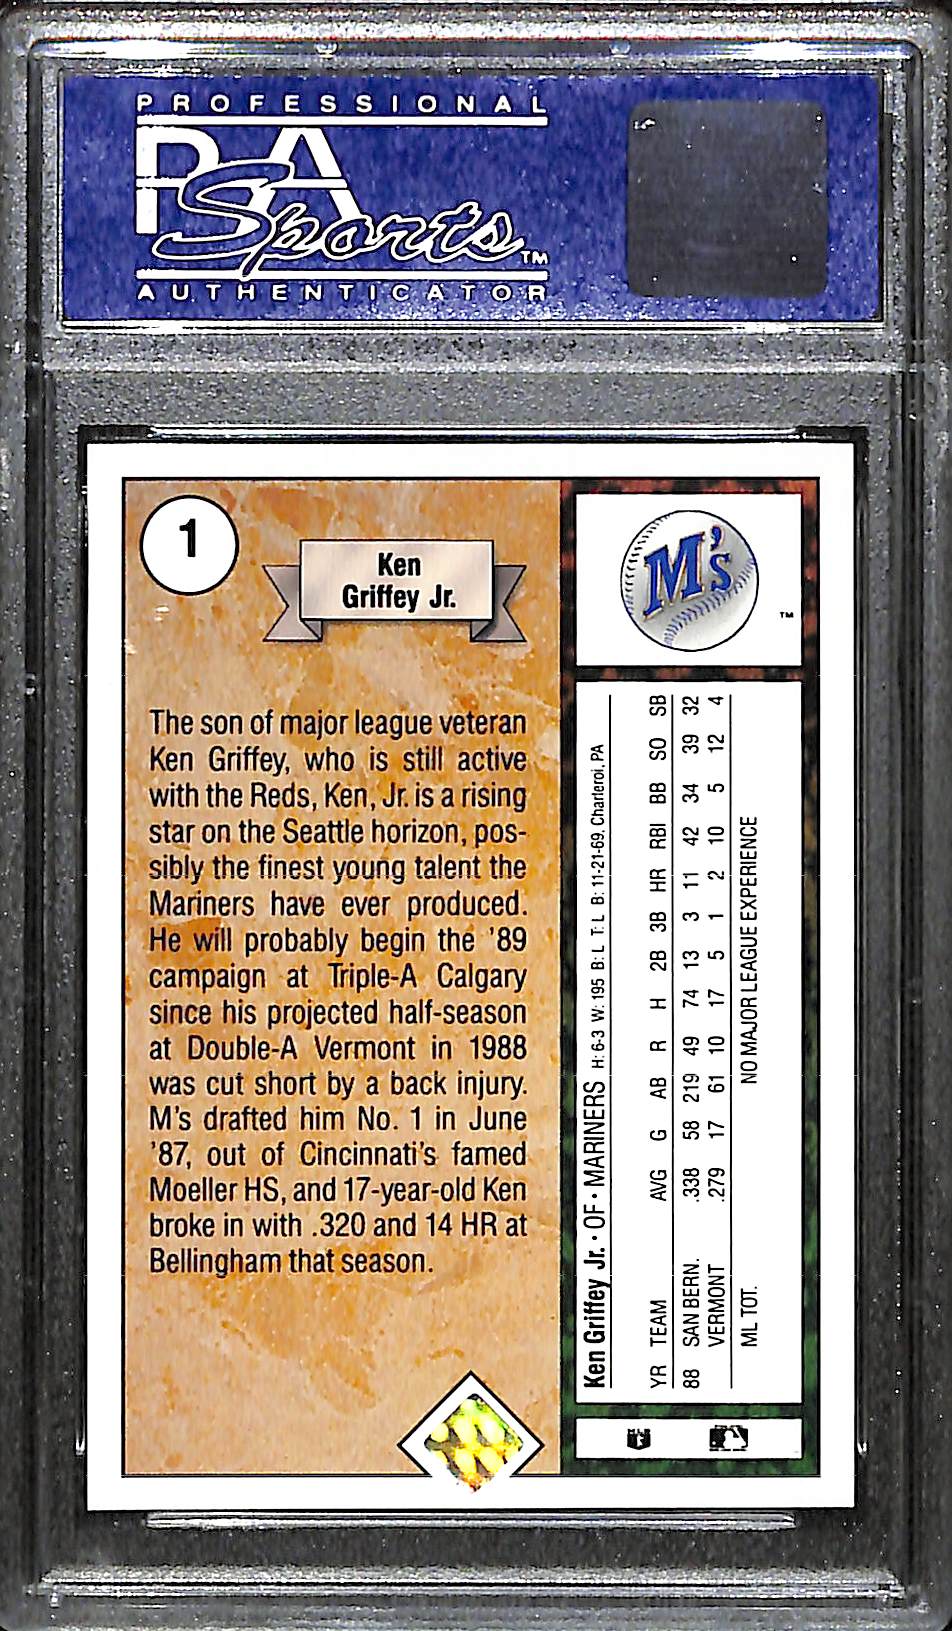 PROFESSIONAL
PSA
Sports™
AUTHENTICATOR
1
Ken
Griffey Jr.
The son of major league veteran
Ken Griffey, who is still active
with the Reds, Ken, Jr. is a rising
star on the Seattle horizon, pos-
sibly the finest young talent the
Mariners have ever produced.
He will probably begin the '89
campaign at Triple-A Calgary
since his projected half-season
at Double-A Vermont in 1988
was cut short by a back injury.
M's drafted him No. 1 in June
'87, out of Cincinnati's famed
Moeller HS, and 17-year-old Ken
broke in with .320 and 14 HR at
Bellingham that season.
M's
™
Ken Griffey Jr. • OF • MARINERS H: 6-3 W: 195 B: L T: L B: 11-21-69, Charleroi, PA
YR TEAM AVG G AB R H 2B 3B HR RBI BB SO SB
88 SAN BERN. .338 58 219 49 74 13 3 11 42 34 39 32
VERMONT .279 17 61 10 17 5 1 2 10 5 12 4
ML TOT. NO MAJOR LEAGUE EXPERIENCE